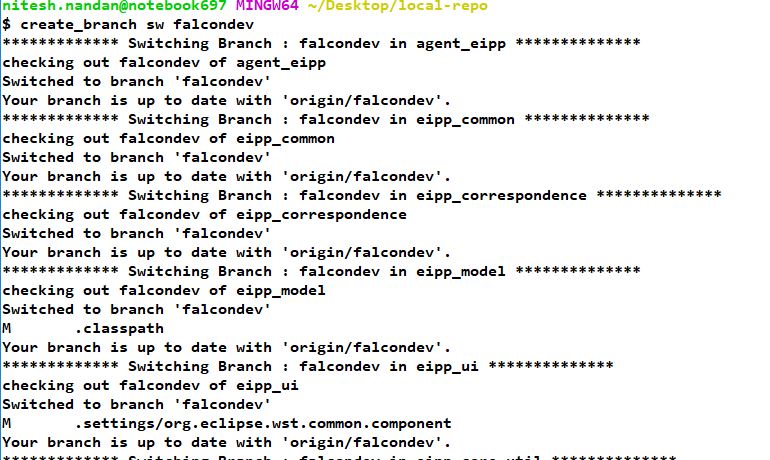 nitesh.nandan@notebook697 MINGW64 ~/Desktop/local-repo
$ create_branch sw falcondev
************* Switching Branch : falcondev in agent_eipp **************
checking out falcondev of agent_eipp
Switched to branch 'falcondev'
Your branch is up to date with 'origin/falcondev'.
************* Switching Branch : falcondev in eipp_common **************
checking out falcondev of eipp_common
Switched to branch 'falcondev'
Your branch is up to date with 'origin/falcondev'.
************* Switching Branch : falcondev in eipp_correspondence **************
checking out falcondev of eipp_correspondence
Switched to branch 'falcondev'
Your branch is up to date with 'origin/falcondev'.
************* Switching Branch : falcondev in eipp_model **************
checking out falcondev of eipp_model
Switched to branch 'falcondev'
M       .classpath
Your branch is up to date with 'origin/falcondev'.
************* Switching Branch : falcondev in eipp_ui **************
checking out falcondev of eipp_ui
Switched to branch 'falcondev'
M       .settings/org.eclipse.wst.common.component
Your branch is up to date with 'origin/falcondev'.
************* Switching Branch : falcondev in eipp_core_util **************